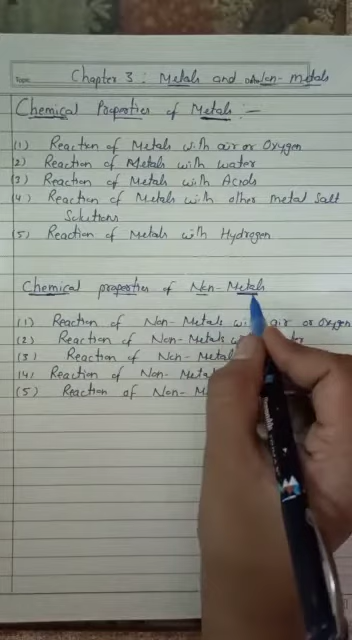 Topic Chapter 3 : Metals and Non- metals
Chemical Properties of Metals :-
(1) Reaction of Metals with air or Oxygen
(2) Reaction of Metals with water
(3) Reaction of Metals with Acids
(4) Reaction of Metals with other metal Salt
Solutions
(5) Reaction of Metals with Hydrogen
Chemical properties of Non-Metals
(1) Reaction of Non-Metals with air or Oxygen
(2) Reaction of Non-Metals
(3) Reaction of Non-Metal
(4) Reaction of Non-Metal
(5) Reaction of Non-M